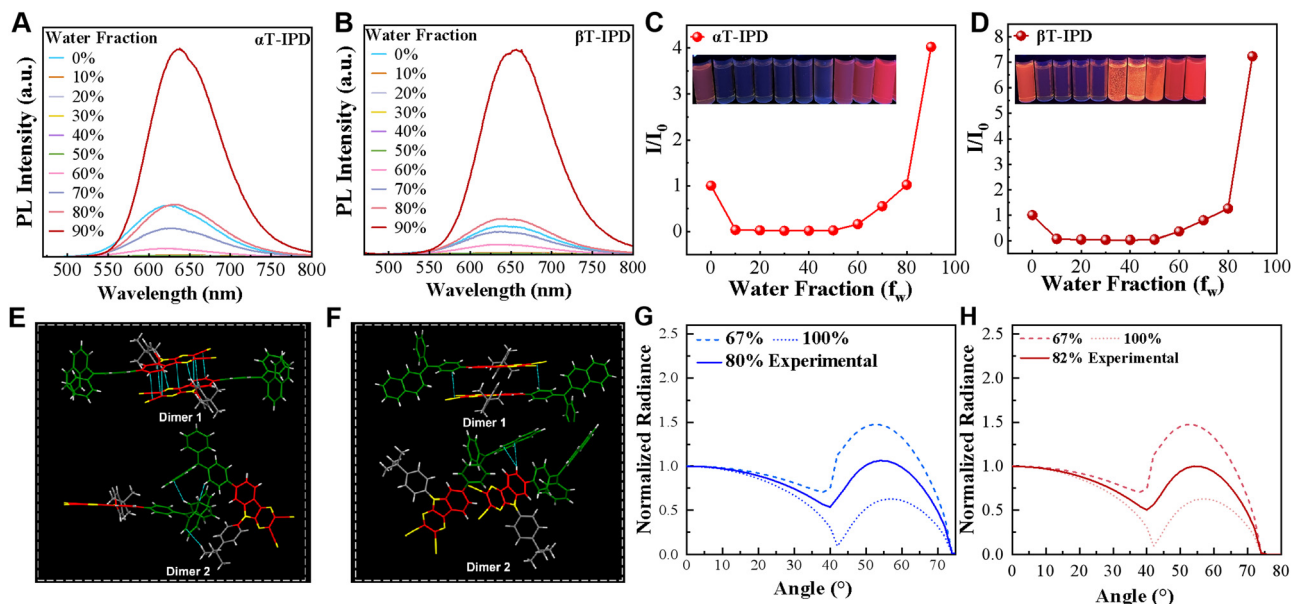 A
Water Fraction
αT-IPD
0%
10%
20%
30%
40%
50%
60%
70%
80%
90%
PL Intensity (a.u.)
500 550 600 650 700 750 800
Wavelength (nm)
B
Water Fraction
βT-IPD
0%
10%
20%
30%
40%
50%
60%
70%
80%
90%
PL Intensity (a.u.)
500 550 600 650 700 750 800
Wavelength (nm)
C
αT-IPD
4
3
2
1
0
I/I0
0 20 40 60 80 100
Water Fraction (fw)
D
βT-IPD
8
7
6
5
4
3
2
1
0
I/I0
0 20 40 60 80 100
Water Fraction (fw)
E
Dimer 1
Dimer 2
F
Dimer 1
Dimer 2
G
67% 100%
80% Experimental
2.5
2.0
1.5
1.0
0.5
0.0
Normalized Radiance
0 10 20 30 40 50 60 70
Angle (°)
H
67% 100%
82% Experimental
2.5
2.0
1.5
1.0
0.5
0.0
Normalized Radiance
0 10 20 30 40 50 60 70 80
Angle (°)